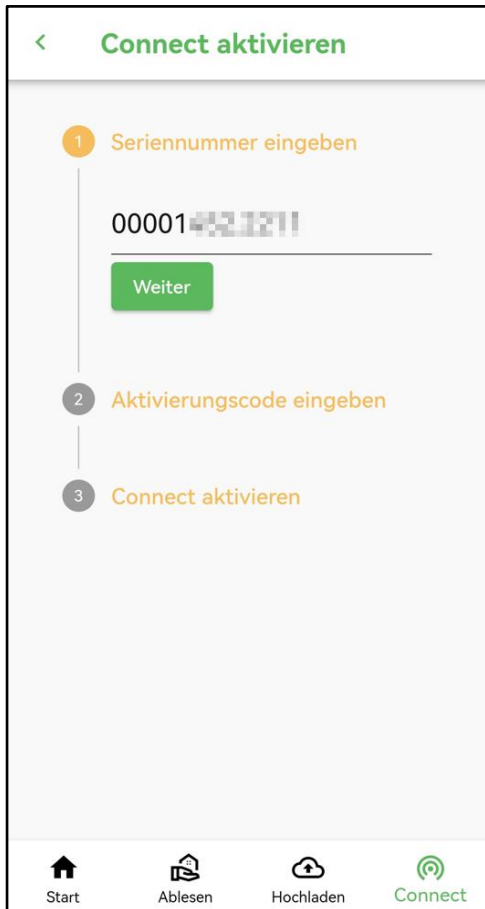 Connect aktivieren
1 Seriennummer eingeben
00001
Weiter
2 Aktivierungscode eingeben
3 Connect aktivieren
Start Ablesen Hochladen Connect